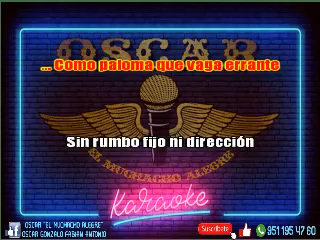 OSCAR
... Como paloma que vaga errante
Sin rumbo fijo ni dirección
EL MUCHACHO ALEGRE
Karaoke
OSCAR "EL MUCHACHO ALEGRE"
OSCAR GONZALO FABIAN ANTONIO
Suscríbete
951 195 47 60